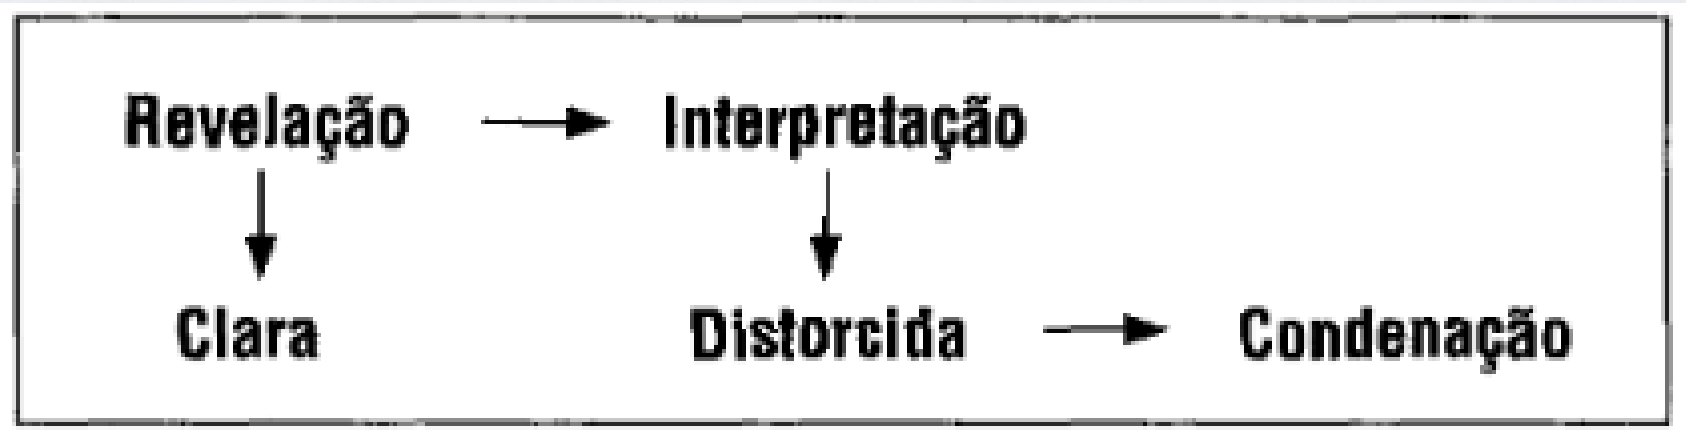 Revelação → Interpretação
Clara Distorcida → Condenação